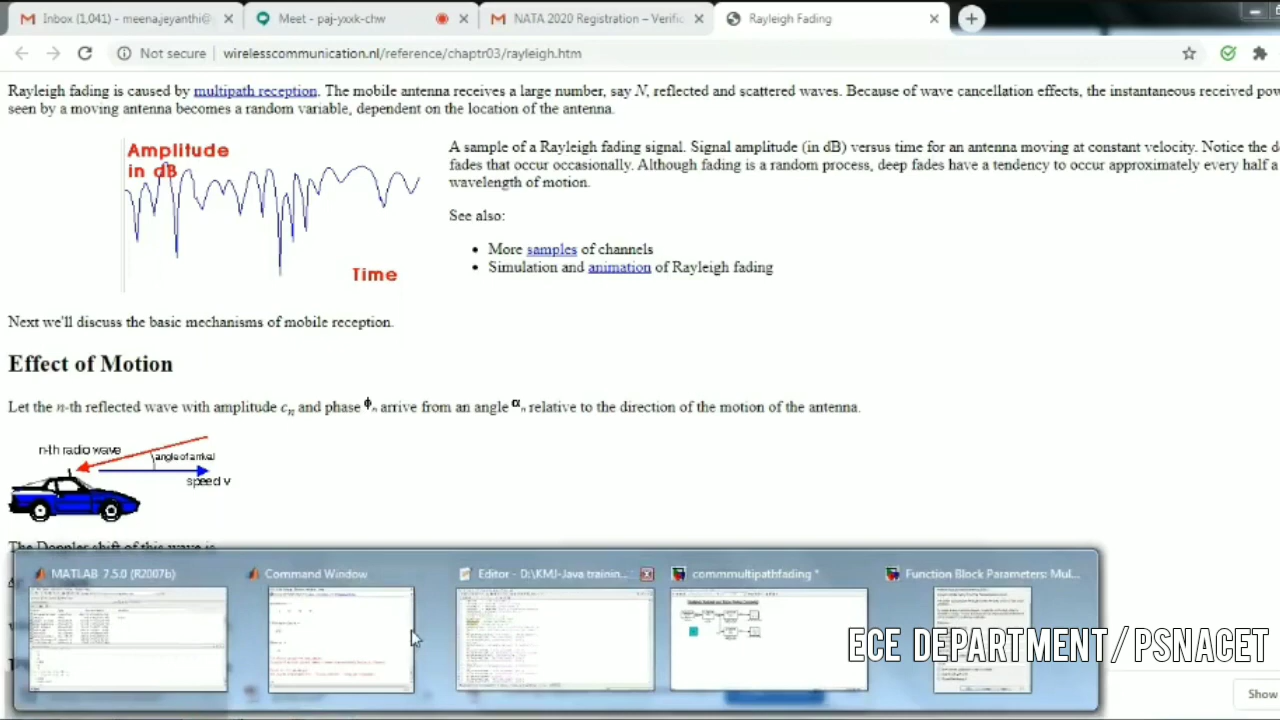 Inbox (1,041) - meenajeyanthi@
Meet - paj-yxxk-chw
NATA 2020 Registration – Verific
Rayleigh Fading
Not secure
wirelesscommunication.nl/reference/chaptr03/rayleigh.htm
Rayleigh fading is caused by multipath reception. The mobile antenna receives a large number, say N, reflected and scattered waves. Because of wave cancellation effects, the instantaneous received pow
seen by a moving antenna becomes a random variable, dependent on the location of the antenna.
Amplitude
in dB
Time
A sample of a Rayleigh fading signal. Signal amplitude (in dB) versus time for an antenna moving at constant velocity. Notice the d
fades that occur occasionally. Although fading is a random process, deep fades have a tendency to occur approximately every half a
wavelength of motion.
See also:
• More samples of channels
• Simulation and animation of Rayleigh fading
Next we'll discuss the basic mechanisms of mobile reception.
Effect of Motion
Let the n-th reflected wave with amplitude cn and phase ϕn arrive from an angle αn relative to the direction of the motion of the antenna.
n-th radio wave
angle of arrival
speed v
The Doppler shift of this wave is
MATLAB 7.5.0 (R2007b)
Command Window
Editor - D:\KMJ-Java trainin...
commmultipathfading *
Function Block Parameters: Mul...
ECE DEPARTMENT/PSNACET
Show